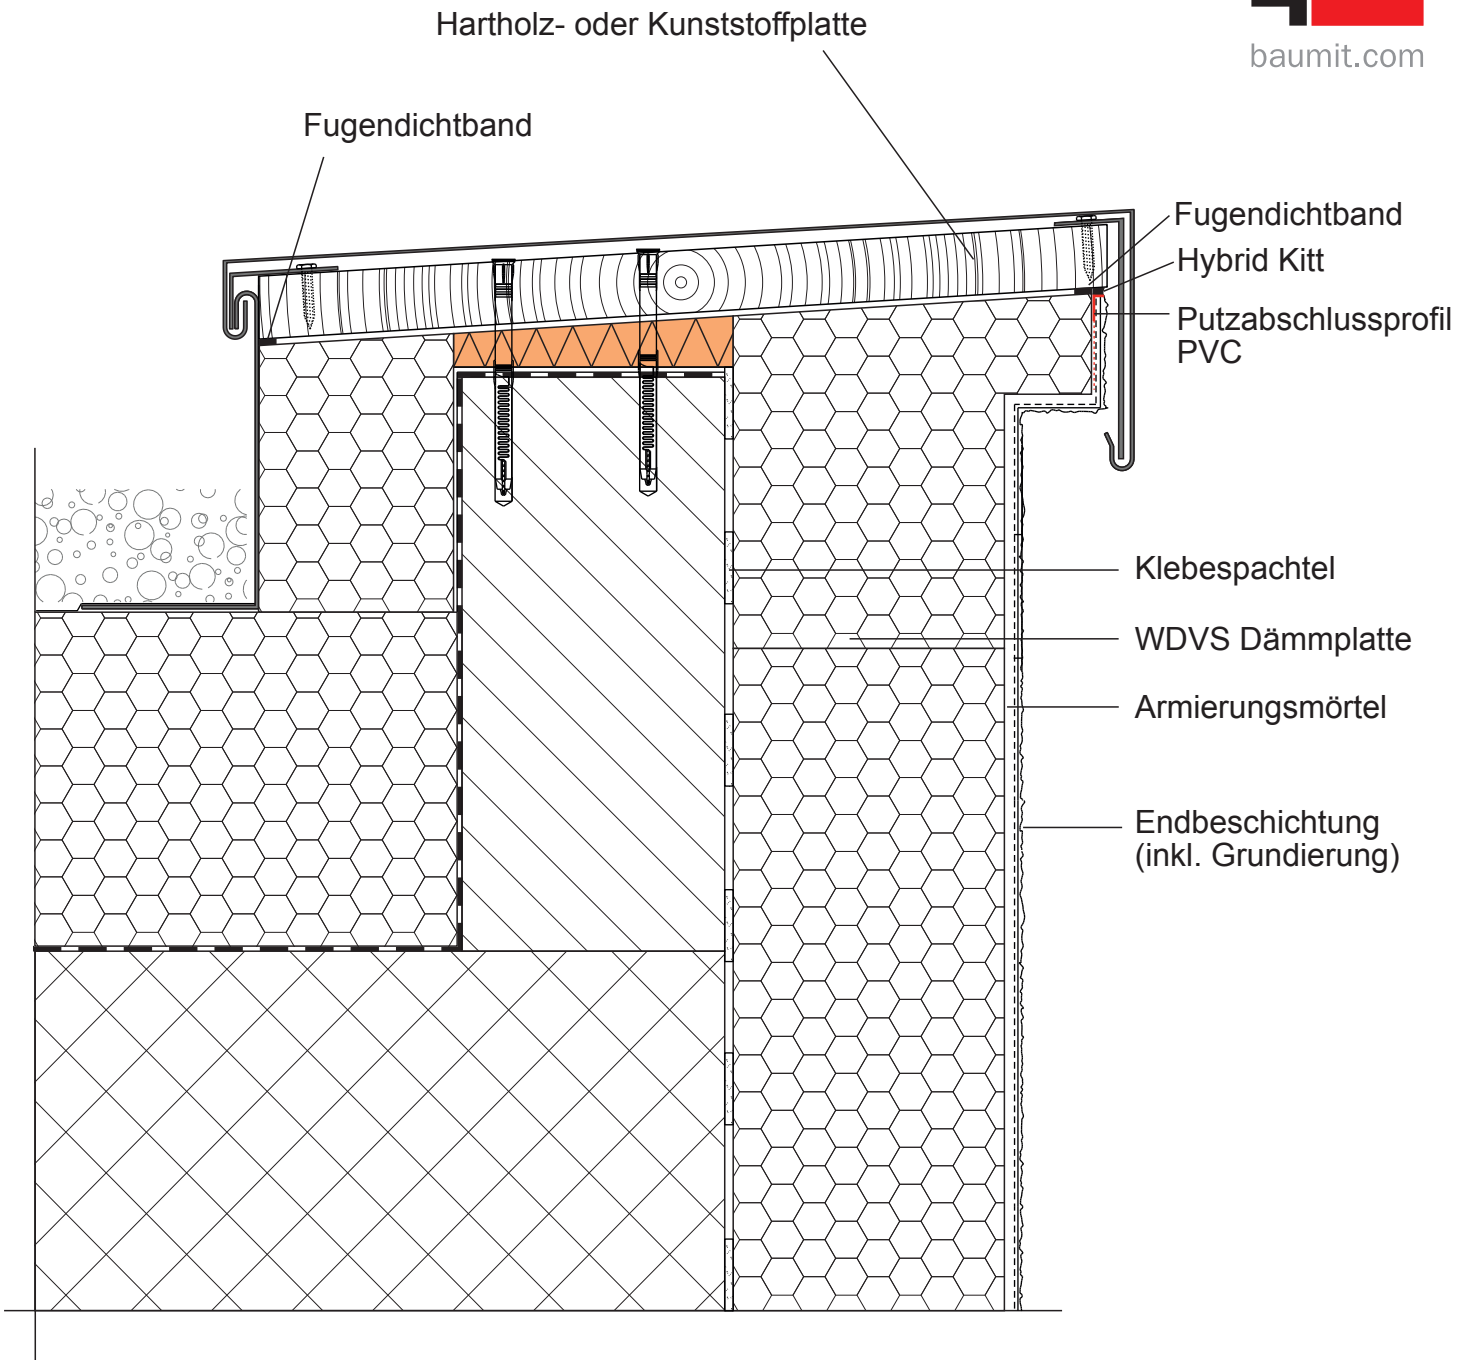 Hartholz- oder Kunststoffplatte
baumit.com
Fugendichtband
Fugendichtband
Hybrid Kitt
Putzabschlussprofil
PVC
Klebespachtel
WDVS Dämmplatte
Armierungsmörtel
Endbeschichtung
(inkl. Grundierung)